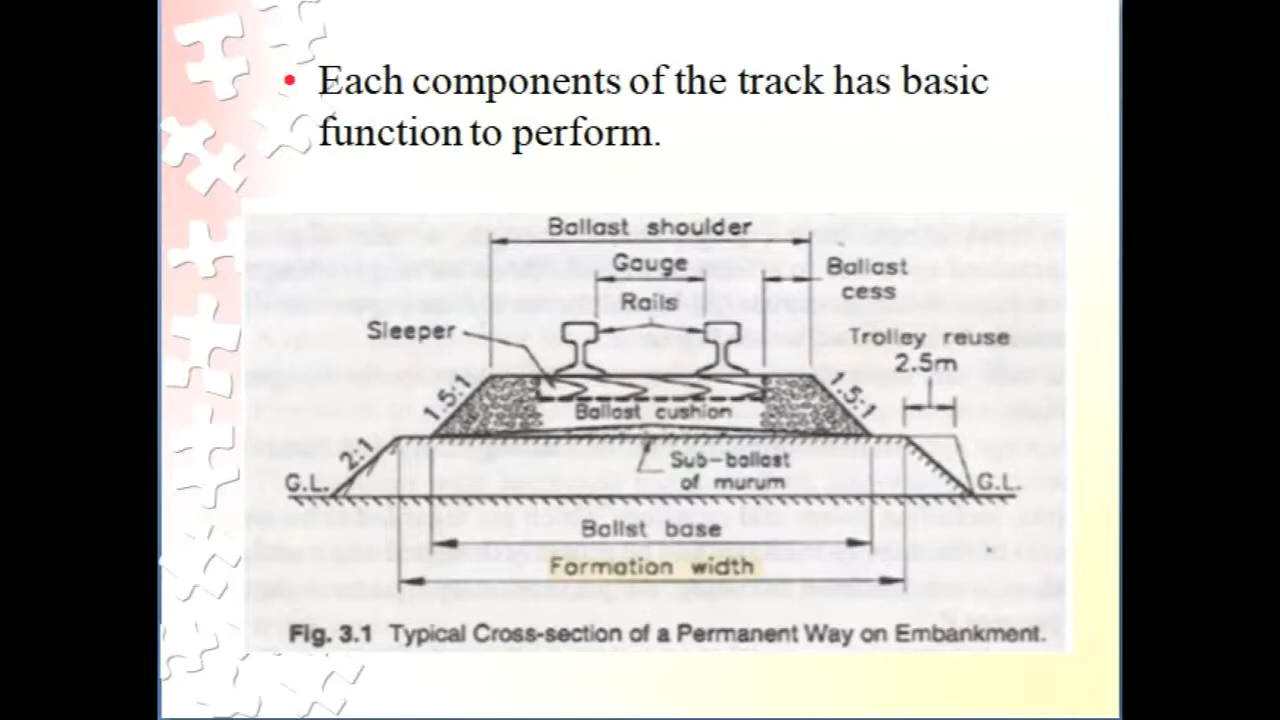 • Each components of the track has basic
function to perform.
Ballast shoulder
Gauge
Ballast
cess
Rails
Sleeper
Trolley reuse
2.5m
1.5:1
1.5:1
Ballast cushion
2:1
Sub-ballast
of murum
G.L.
G.L.
Ballst base
Formation width
Fig. 3.1 Typical Cross-section of a Permanent Way on Embankment.